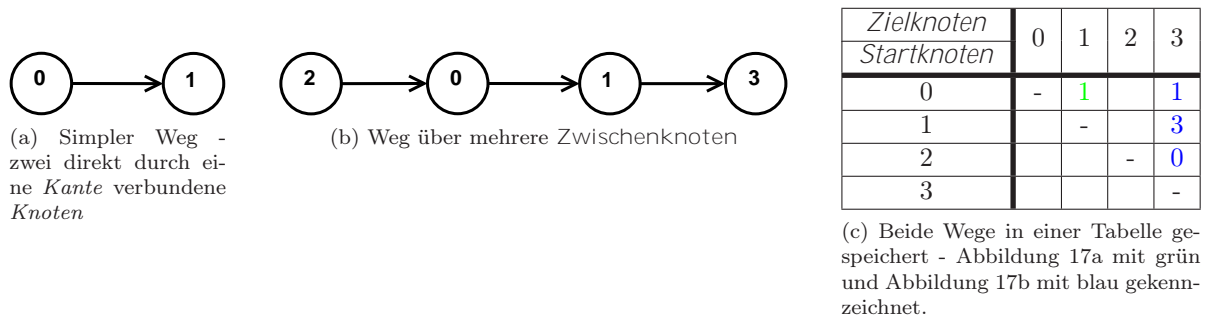 0 1
(a) Simpler Weg -
zwei direkt durch ei-
ne Kante verbundene
Knoten
2 0 1 3
(b) Weg über mehrere Zwischenknoten
Zielknoten
Startknoten
0 1 2 3
0 - 1 1
1 - 3
2 - 0
3 -
(c) Beide Wege in einer Tabelle ge-
speichert - Abbildung 17a mit grün
und Abbildung 17b mit blau gekenn-
zeichnet.